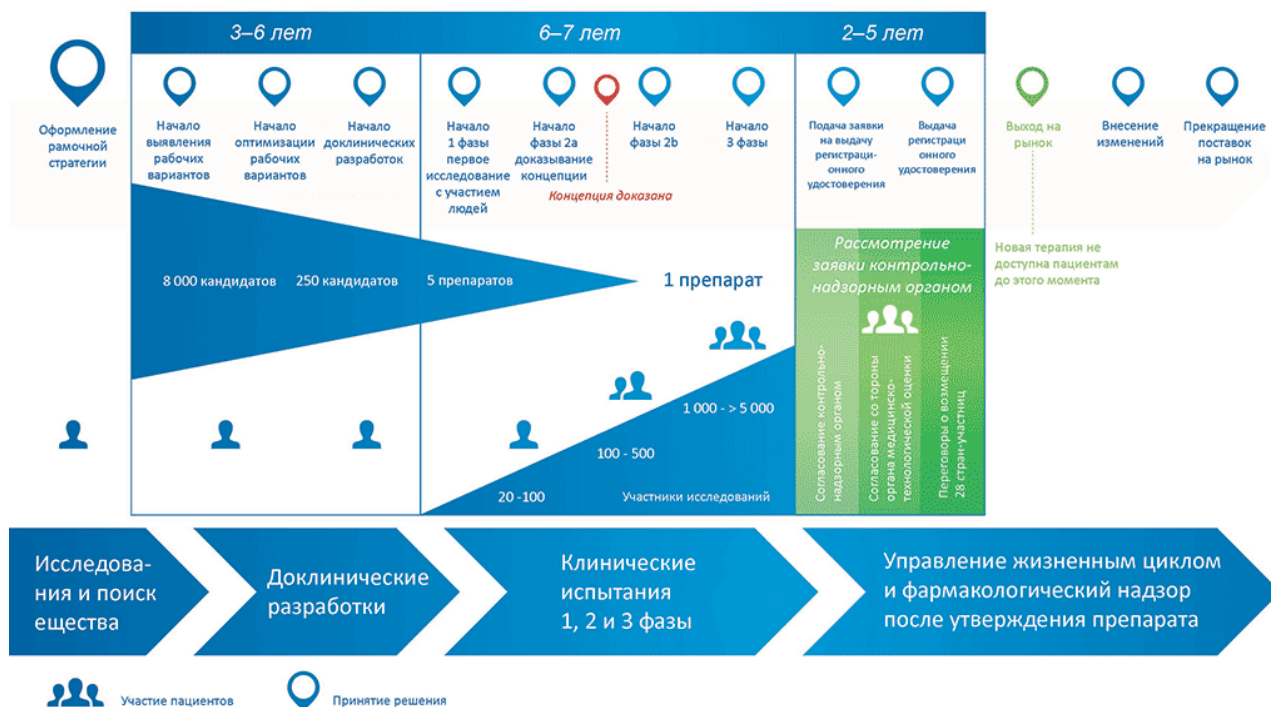 3–6 лет
6–7 лет
2–5 лет
Оформление
рамочной
стратегии
Начало
выявления
рабочих
вариантов
Начало
оптимизации
рабочих
вариантов
Начало
доклинических
разработок
Начало
1 фазы
первое
исследование
с участием
людей
Начало
фазы 2a
доказывание
концепции
Концепция доказана
Начало
фазы 2b
Начало
3 фазы
Подача заявки
на выдачу
регистраци-
онного
удостоверения
Выдача
регистраци
онного
удостоверения
Выход на
рынок
Внесение
изменений
Прекращение
поставок
на рынок
8 000 кандидатов
250 кандидатов
5 препаратов
1 препарат
Рассмотрение
заявки контрольно-
надзорным органом
Новая терапия не
доступна пациентам
до этого момента
20 -100
100 - 500
1 000 - > 5 000
Участники исследований
Согласование контрольно-
надзорным органом
Согласование со тороны
органа медицинско-
технологической оценки
Переговоры о возмещении
28 стран-участниц
Исследова-
ния и поиск
ещества
Доклинические
разработки
Клинические
испытания
1, 2 и 3 фазы
Управление жизненным циклом
и фармакологический надзор
после утверждения препарата
Участие пациентов
Принятие решения